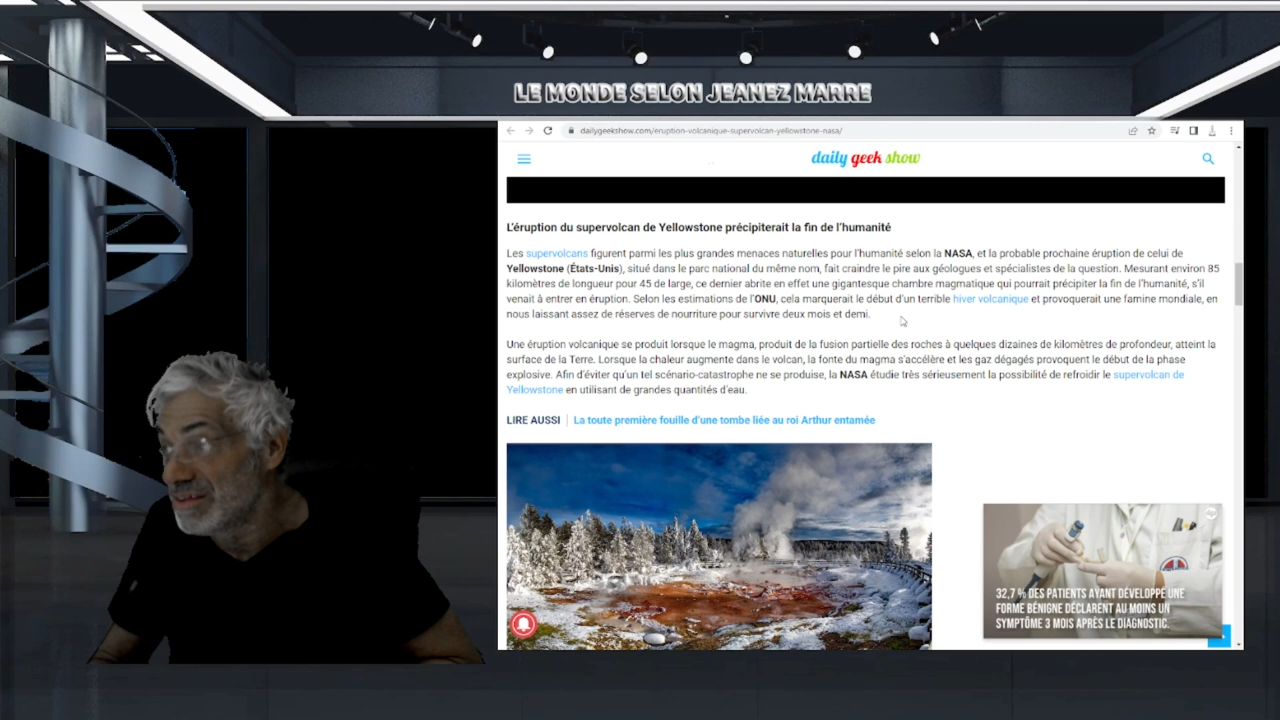 LE MONDE SELON JEANEZ MARRE
dailygeekshow.com/eruption-volcanique-supervolcan-yellowstone-nasa/
daily geek show
L'éruption du supervolcan de Yellowstone précipiterait la fin de l'humanité
Les supervolcans figurent parmi les plus grandes menaces naturelles pour l'humanité selon la NASA, et la probable prochaine éruption de celui de
Yellowstone (États-Unis), situé dans le parc national du même nom, fait craindre le pire aux géologues et spécialistes de la question. Mesurant environ 85
kilomètres de longueur pour 45 de large, ce dernier abrite en effet une gigantesque chambre magmatique qui pourrait précipiter la fin de l'humanité, s'il
venait à entrer en éruption. Selon les estimations de l'ONU, cela marquerait le début d'un terrible hiver volcanique et provoquerait une famine mondiale, en
nous laissant assez de réserves de nourriture pour survivre deux mois et demi.
Une éruption volcanique se produit lorsque le magma, produit de la fusion partielle des roches à quelques dizaines de kilomètres de profondeur, atteint la
surface de la Terre. Lorsque la chaleur augmente dans le volcan, la fonte du magma s'accélère et les gaz dégagés provoquent le début de la phase
explosive. Afin d'éviter qu'un tel scénario-catastrophe ne se produise, la NASA étudie très sérieusement la possibilité de refroidir le supervolcan de
Yellowstone en utilisant de grandes quantités d'eau.
LIRE AUSSI La toute première fouille d'une tombe liée au roi Arthur entamée
32,7 % DES PATIENTS AYANT DÉVELOPPÉ UNE
FORME BÉNIGNE DÉCLARENT AU MOINS UN
SYMPTÔME 3 MOIS APRÈS LE DIAGNOSTIC.